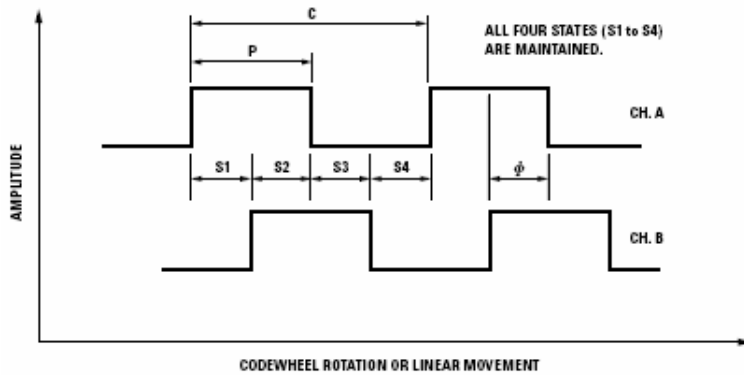 C
ALL FOUR STATES (S1 to S4)
ARE MAINTAINED.
P
CH. A
AMPLITUDE
S1 S2 S3 S4 ϕ
CH. B
CODEWHEEL ROTATION OR LINEAR MOVEMENT